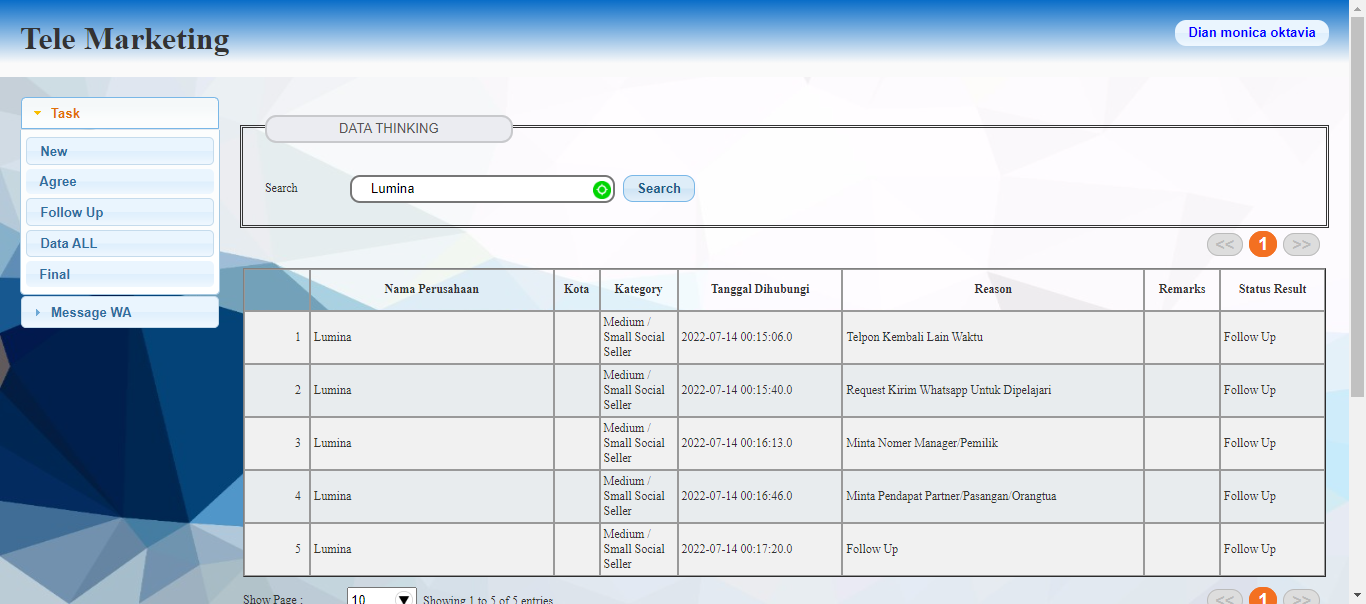 Tele Marketing
Dian monica oktavia
Task
New
Agree
Follow Up
Data ALL
Final
Message WA
DATA THINKING
Search Lumina Search
<< 1 >>
Nama Perusahaan Kota Kategory Tanggal Dihubungi Reason Remarks Status Result
1 Lumina Medium / Small Social Seller 2022-07-14 00:15:06.0 Telpon Kembali Lain Waktu Follow Up
2 Lumina Medium / Small Social Seller 2022-07-14 00:15:40.0 Request Kirim Whatsapp Untuk Dipelajari Follow Up
3 Lumina Medium / Small Social Seller 2022-07-14 00:16:13.0 Minta Nomer Manager/Pemilik Follow Up
4 Lumina Medium / Small Social Seller 2022-07-14 00:16:46.0 Minta Pendapat Partner/Pasangan/Orangtua Follow Up
5 Lumina Medium / Small Social Seller 2022-07-14 00:17:20.0 Follow Up Follow Up
Show Page : 10 Showing 1 to 5 of 5 entries
<< 1 >>